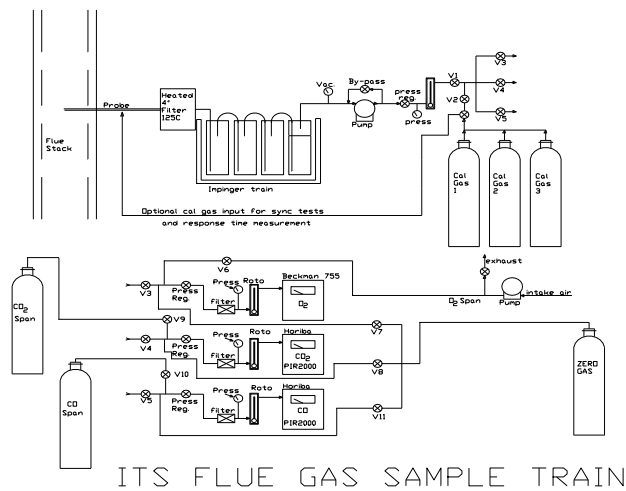 V3
Vac.
By-pass
V1
V4
Heated
4"
Filter
125C
press
reg.
V2
Probe
Pump
press
V5
Flue
Stack
Cal
Gas
1
Cal
Gas
2
Cal
Gas
3
Impinger train
Optional cal gas input for sync tests
and response time measurement
exhaust
V6
Beckman 755
CO2
Span
V3
Press
Reg.
Press
Roto
filter
O2
O2 Span
Pump
intake air
V9
V4
Press
Reg.
Press
Roto
Horiba
filter
CO2
PIR2000
V7
V8
ZERO
GAS
V10
CO
Span
V5
Press
Reg.
Press
Roto
Horiba
filter
CO
PIR2000
V11
ITS FLUE GAS SAMPLE TRAIN